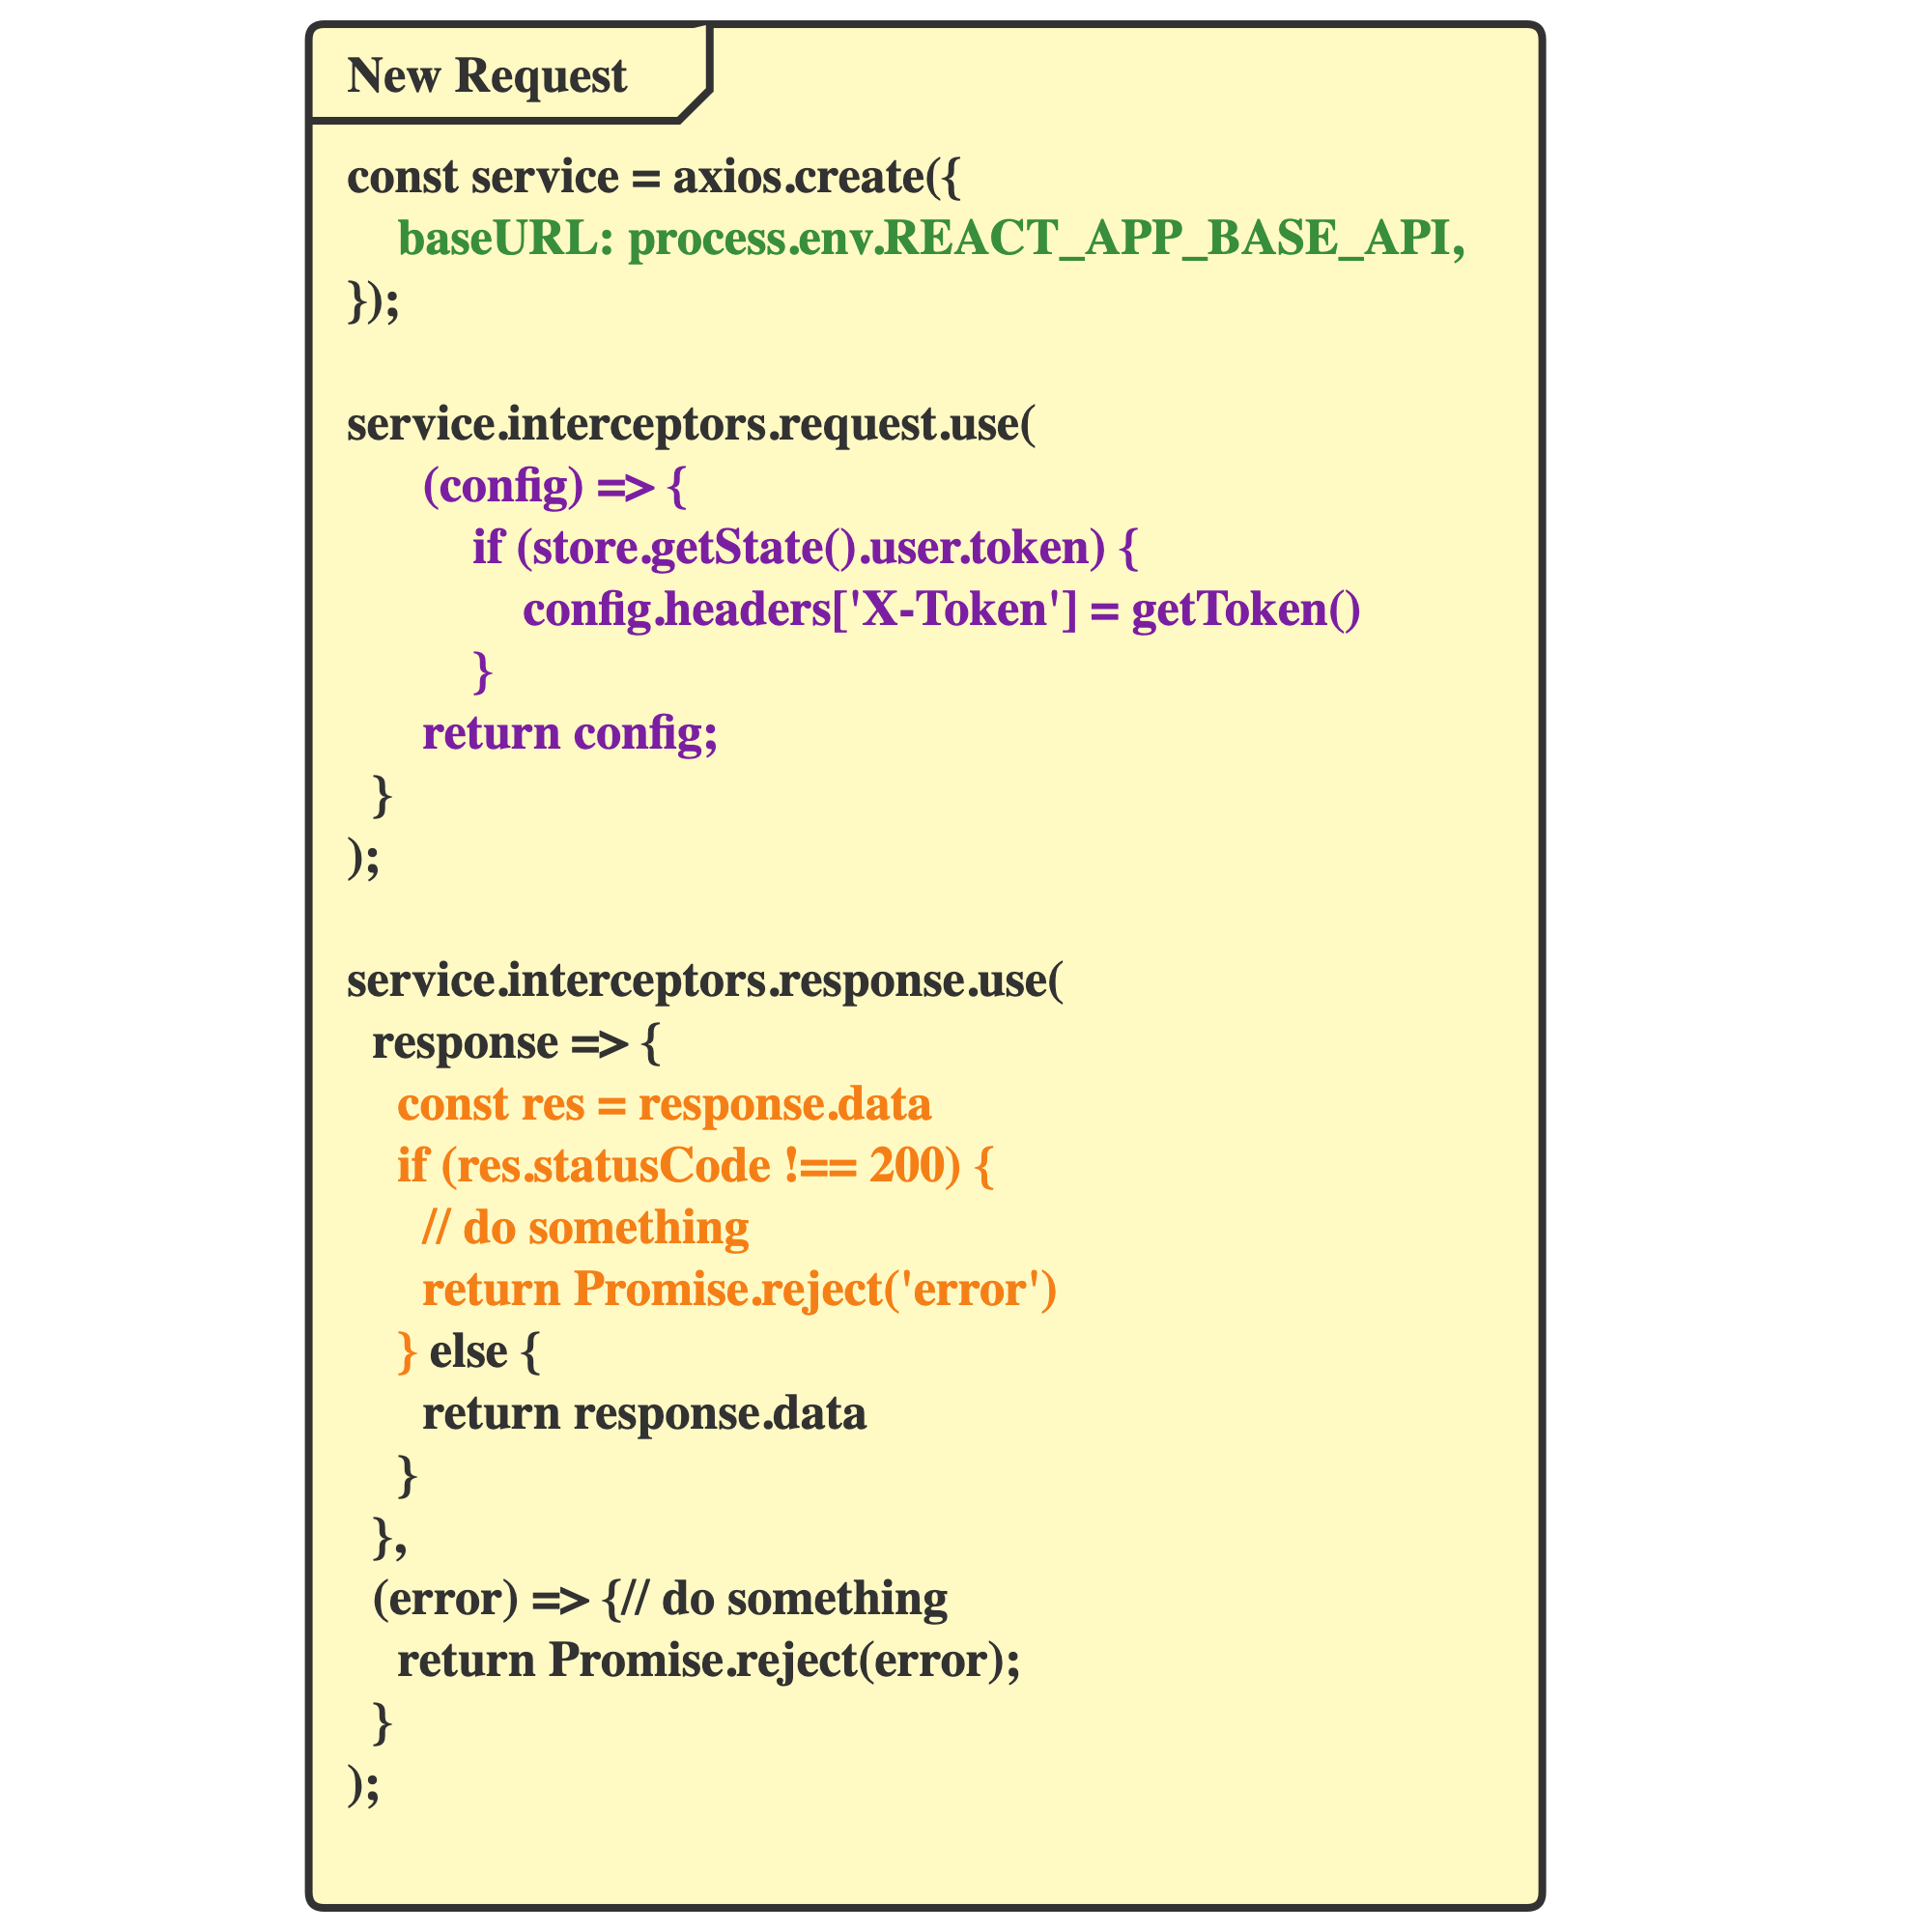 New Request
const service = axios.create({
    baseURL: process.env.REACT_APP_BASE_API,
});

service.interceptors.request.use(
      (config) => {
          if (store.getState().user.token) {
              config.headers['X-Token'] = getToken()
          }
      return config;
  }
);

service.interceptors.response.use(
  response => {
    const res = response.data
    if (res.statusCode !== 200) {
      // do something
      return Promise.reject('error')
    } else {
      return response.data
    }
  },
  (error) => {// do something
    return Promise.reject(error);
  }
);